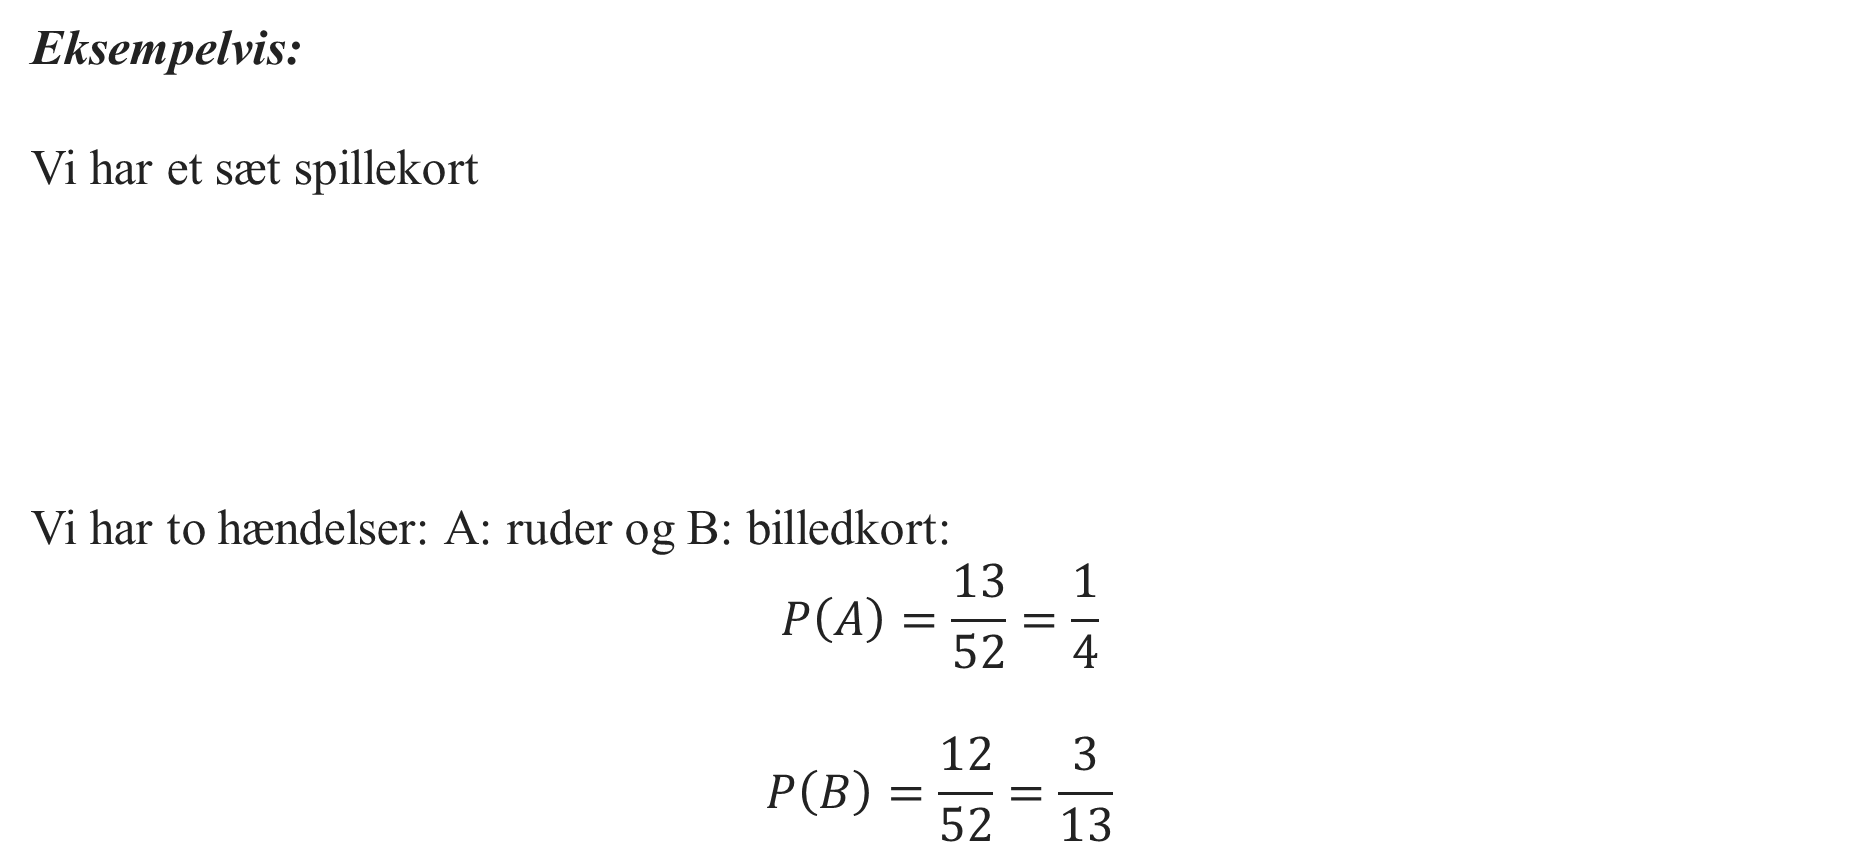 Eksempelvis:
Vi har et sæt spillekort
Vi har to hændelser: A: ruder og B: billedkort:
P(A) = 13/52 = 1/4
P(B) = 12/52 = 3/13